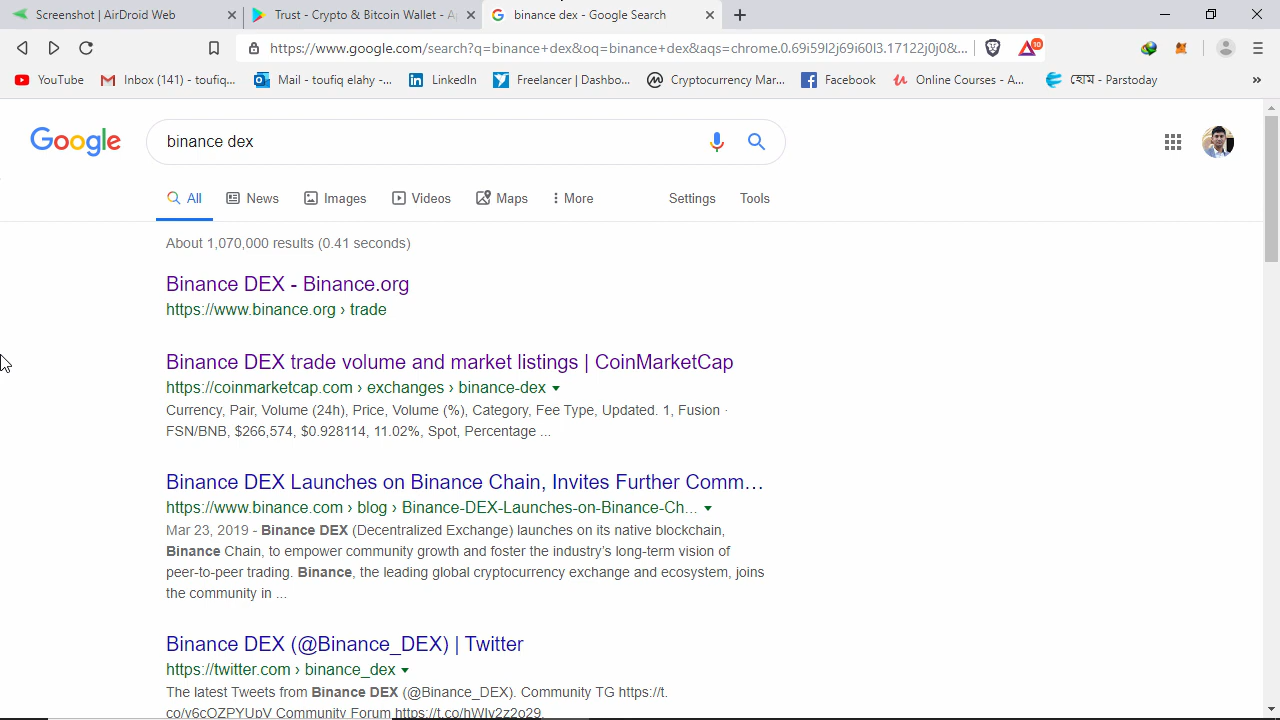 Screenshot | AirDroid Web
Trust - Crypto & Bitcoin Wallet - Ap
binance dex - Google Search
https://www.google.com/search?q=binance+dex&oq=binance+dex&aqs=chrome.0.69i59l2j69i60l3.17122j0j0&...
10
YouTube
Inbox (141) - toufiq...
Mail - toufiq elahy -...
LinkedIn
Freelancer | Dashbo...
Cryptocurrency Mar...
Facebook
Online Courses - A...
হোম - Parstoday
»
Google
binance dex
All
News
Images
Videos
Maps
More
Settings
Tools
About 1,070,000 results (0.41 seconds)
Binance DEX - Binance.org
https://www.binance.org › trade
Binance DEX trade volume and market listings | CoinMarketCap
https://coinmarketcap.com › exchanges › binance-dex
Currency, Pair, Volume (24h), Price, Volume (%), Category, Fee Type, Updated. 1, Fusion ·
FSN/BNB, $266,574, $0.928114, 11.02%, Spot, Percentage ...
Binance DEX Launches on Binance Chain, Invites Further Comm...
https://www.binance.com › blog › Binance-DEX-Launches-on-Binance-Ch...
Mar 23, 2019 - Binance DEX (Decentralized Exchange) launches on its native blockchain,
Binance Chain, to empower community growth and foster the industry's long-term vision of
peer-to-peer trading. Binance, the leading global cryptocurrency exchange and ecosystem, joins
the community in ...
Binance DEX (@Binance_DEX) | Twitter
https://twitter.com › binance_dex
The latest Tweets from Binance DEX (@Binance_DEX). Community TG https://t.
co/y6cOZPYUpV Community Forum https://t.co/hWIy2z2o29.